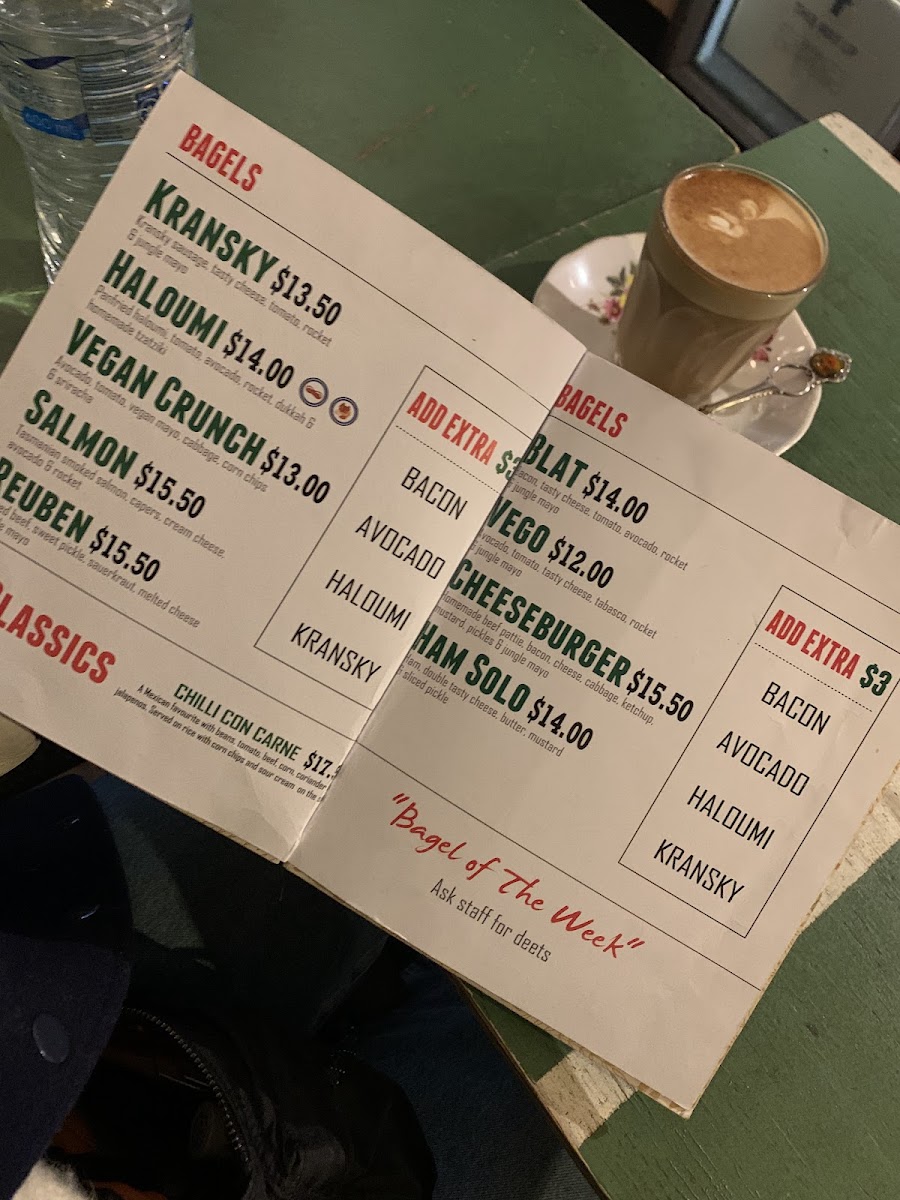 BAGELS
KRANSKY $13.50
Kransky sausage, tasty cheese, tomato, rocket
& jungle mayo
HALOUMI $14.00
Panfried haloumi, tomato, avocado, rocket, dukkah &
homemade tzatziki
VEGAN CRUNCH $13.00
Avocado, tomato, vegan mayo, cabbage, corn chips
& sriracha
SALMON $15.50
Tasmanian smoked salmon, capers, cream cheese,
avocado & rocket
REUBEN $15.50
beef, sweet pickle, sauerkraut, melted cheese
mayo
ADD EXTRA $3
BACON
AVOCADO
HALOUMI
KRANSKY
CLASSICS
CHILLI CON CARNE $17.
A Mexican favourite with beans, tomato, beef, corn, coriander
jalapenos. Served on rice with corn chips and sour cream on the
BAGELS
BLAT $14.00
Bacon, tasty cheese, tomato, avocado, rocket
& jungle mayo
VEGO $12.00
Avocado, tomato, tasty cheese, tabasco, rocket
& jungle mayo
CHEESEBURGER $15.50
Homemade beef pattie, bacon, cheese, cabbage, ketchup,
mustard, pickles & jungle mayo
HAM SOLO $14.00
Ham, double tasty cheese, butter, mustard
& sliced pickle
ADD EXTRA $3
BACON
AVOCADO
HALOUMI
KRANSKY
"Bagel of The Week"
Ask staff for deets